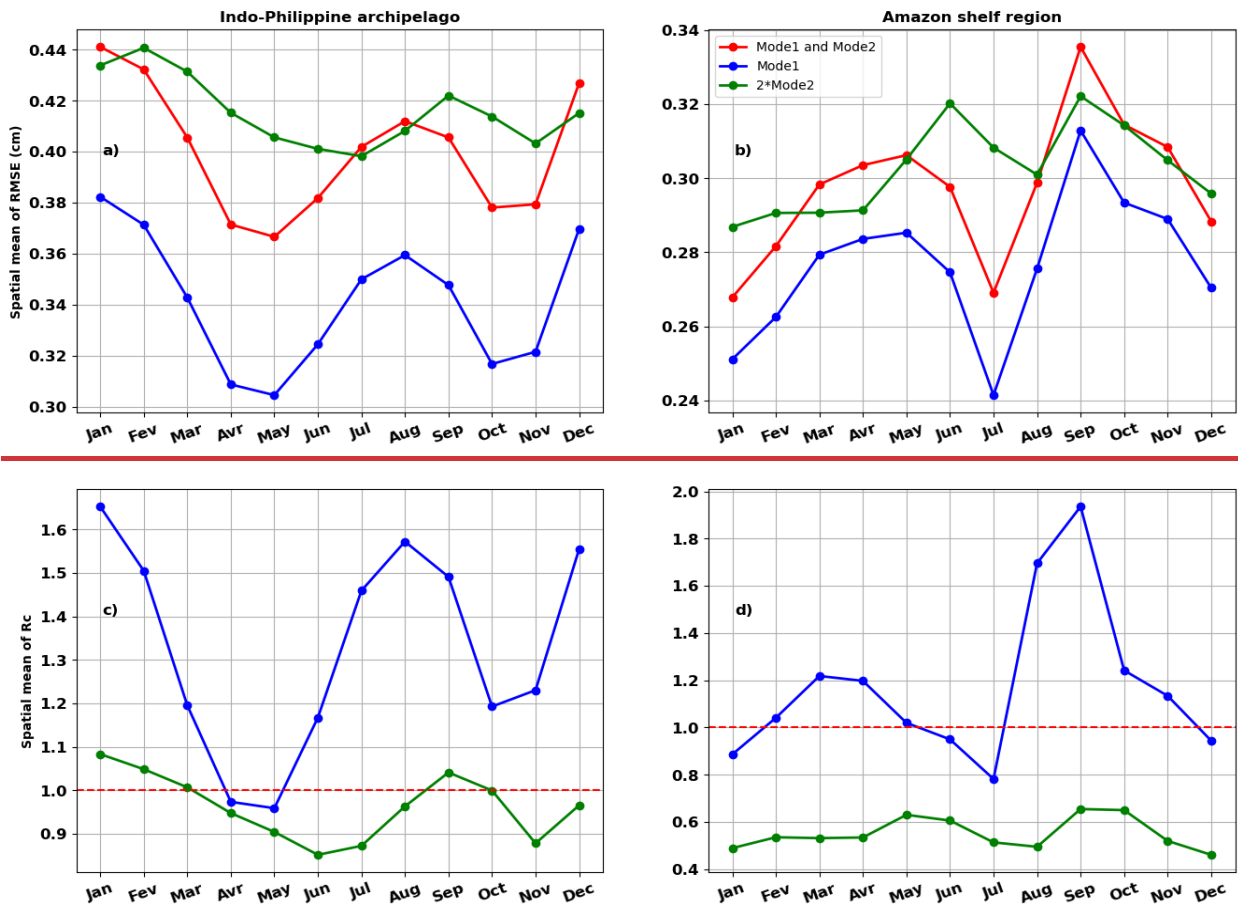 Indo-Philippine archipelago
Spatial mean of RMSE (cm)
0.44
0.42
0.40
0.38
0.36
0.34
0.32
0.30
a)
Jan Fev Mar Avr May Jun Jul Aug Sep Oct Nov Dec
Amazon shelf region
0.34
0.32
0.30
0.28
0.26
0.24
Mode1 and Mode2
Mode1
2*Mode2
b)
Jan Fev Mar Avr May Jun Jul Aug Sep Oct Nov Dec
Spatial mean of Rc
1.6
1.5
1.4
1.3
1.2
1.1
1.0
0.9
c)
Jan Fev Mar Avr May Jun Jul Aug Sep Oct Nov Dec
2.0
1.8
1.6
1.4
1.2
1.0
0.8
0.6
0.4
d)
Jan Fev Mar Avr May Jun Jul Aug Sep Oct Nov Dec